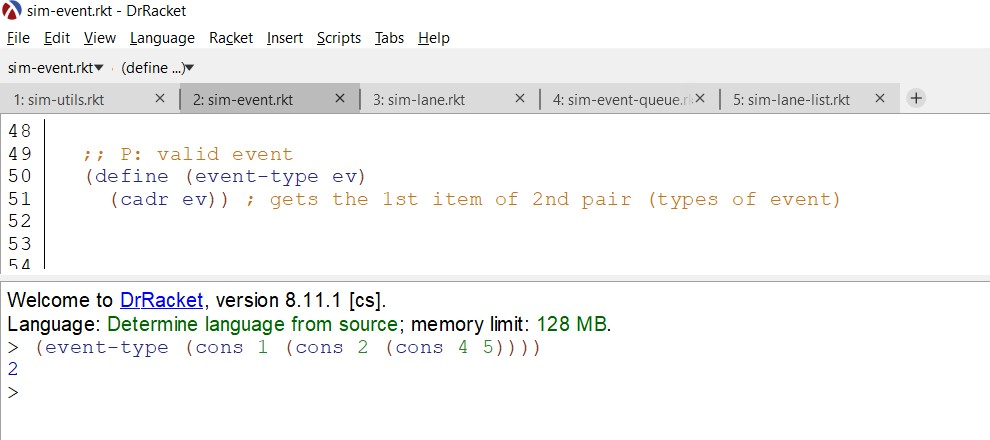 sim-event.rkt - DrRacket
File Edit View Language Racket Insert Scripts Tabs Help
sim-event.rkt▾ (define ...)▾
1: sim-utils.rkt × 2: sim-event.rkt × 3: sim-lane.rkt × 4: sim-event-queue.rk × 5: sim-lane-list.rkt × +
48
49 ;; P: valid event
50 (define (event-type ev)
51 (cadr ev)) ; gets the 1st item of 2nd pair (types of event)
52
53
54
Welcome to DrRacket, version 8.11.1 [cs].
Language: Determine language from source; memory limit: 128 MB.
> (event-type (cons 1 (cons 2 (cons 4 5))))
2
>